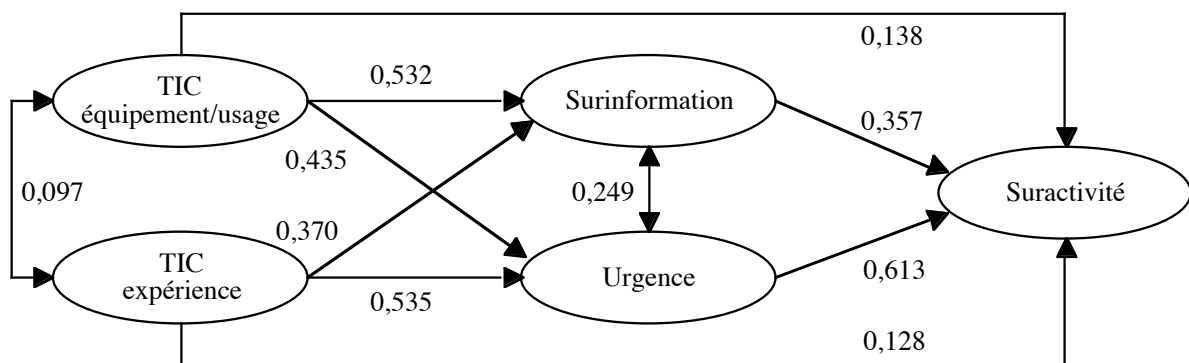 0,138
TIC
équipement/usage
0,532
Surinformation
0,357
0,435
0,097
0,249
Suractivité
0,370
TIC
expérience
0,535
Urgence
0,613
0,128